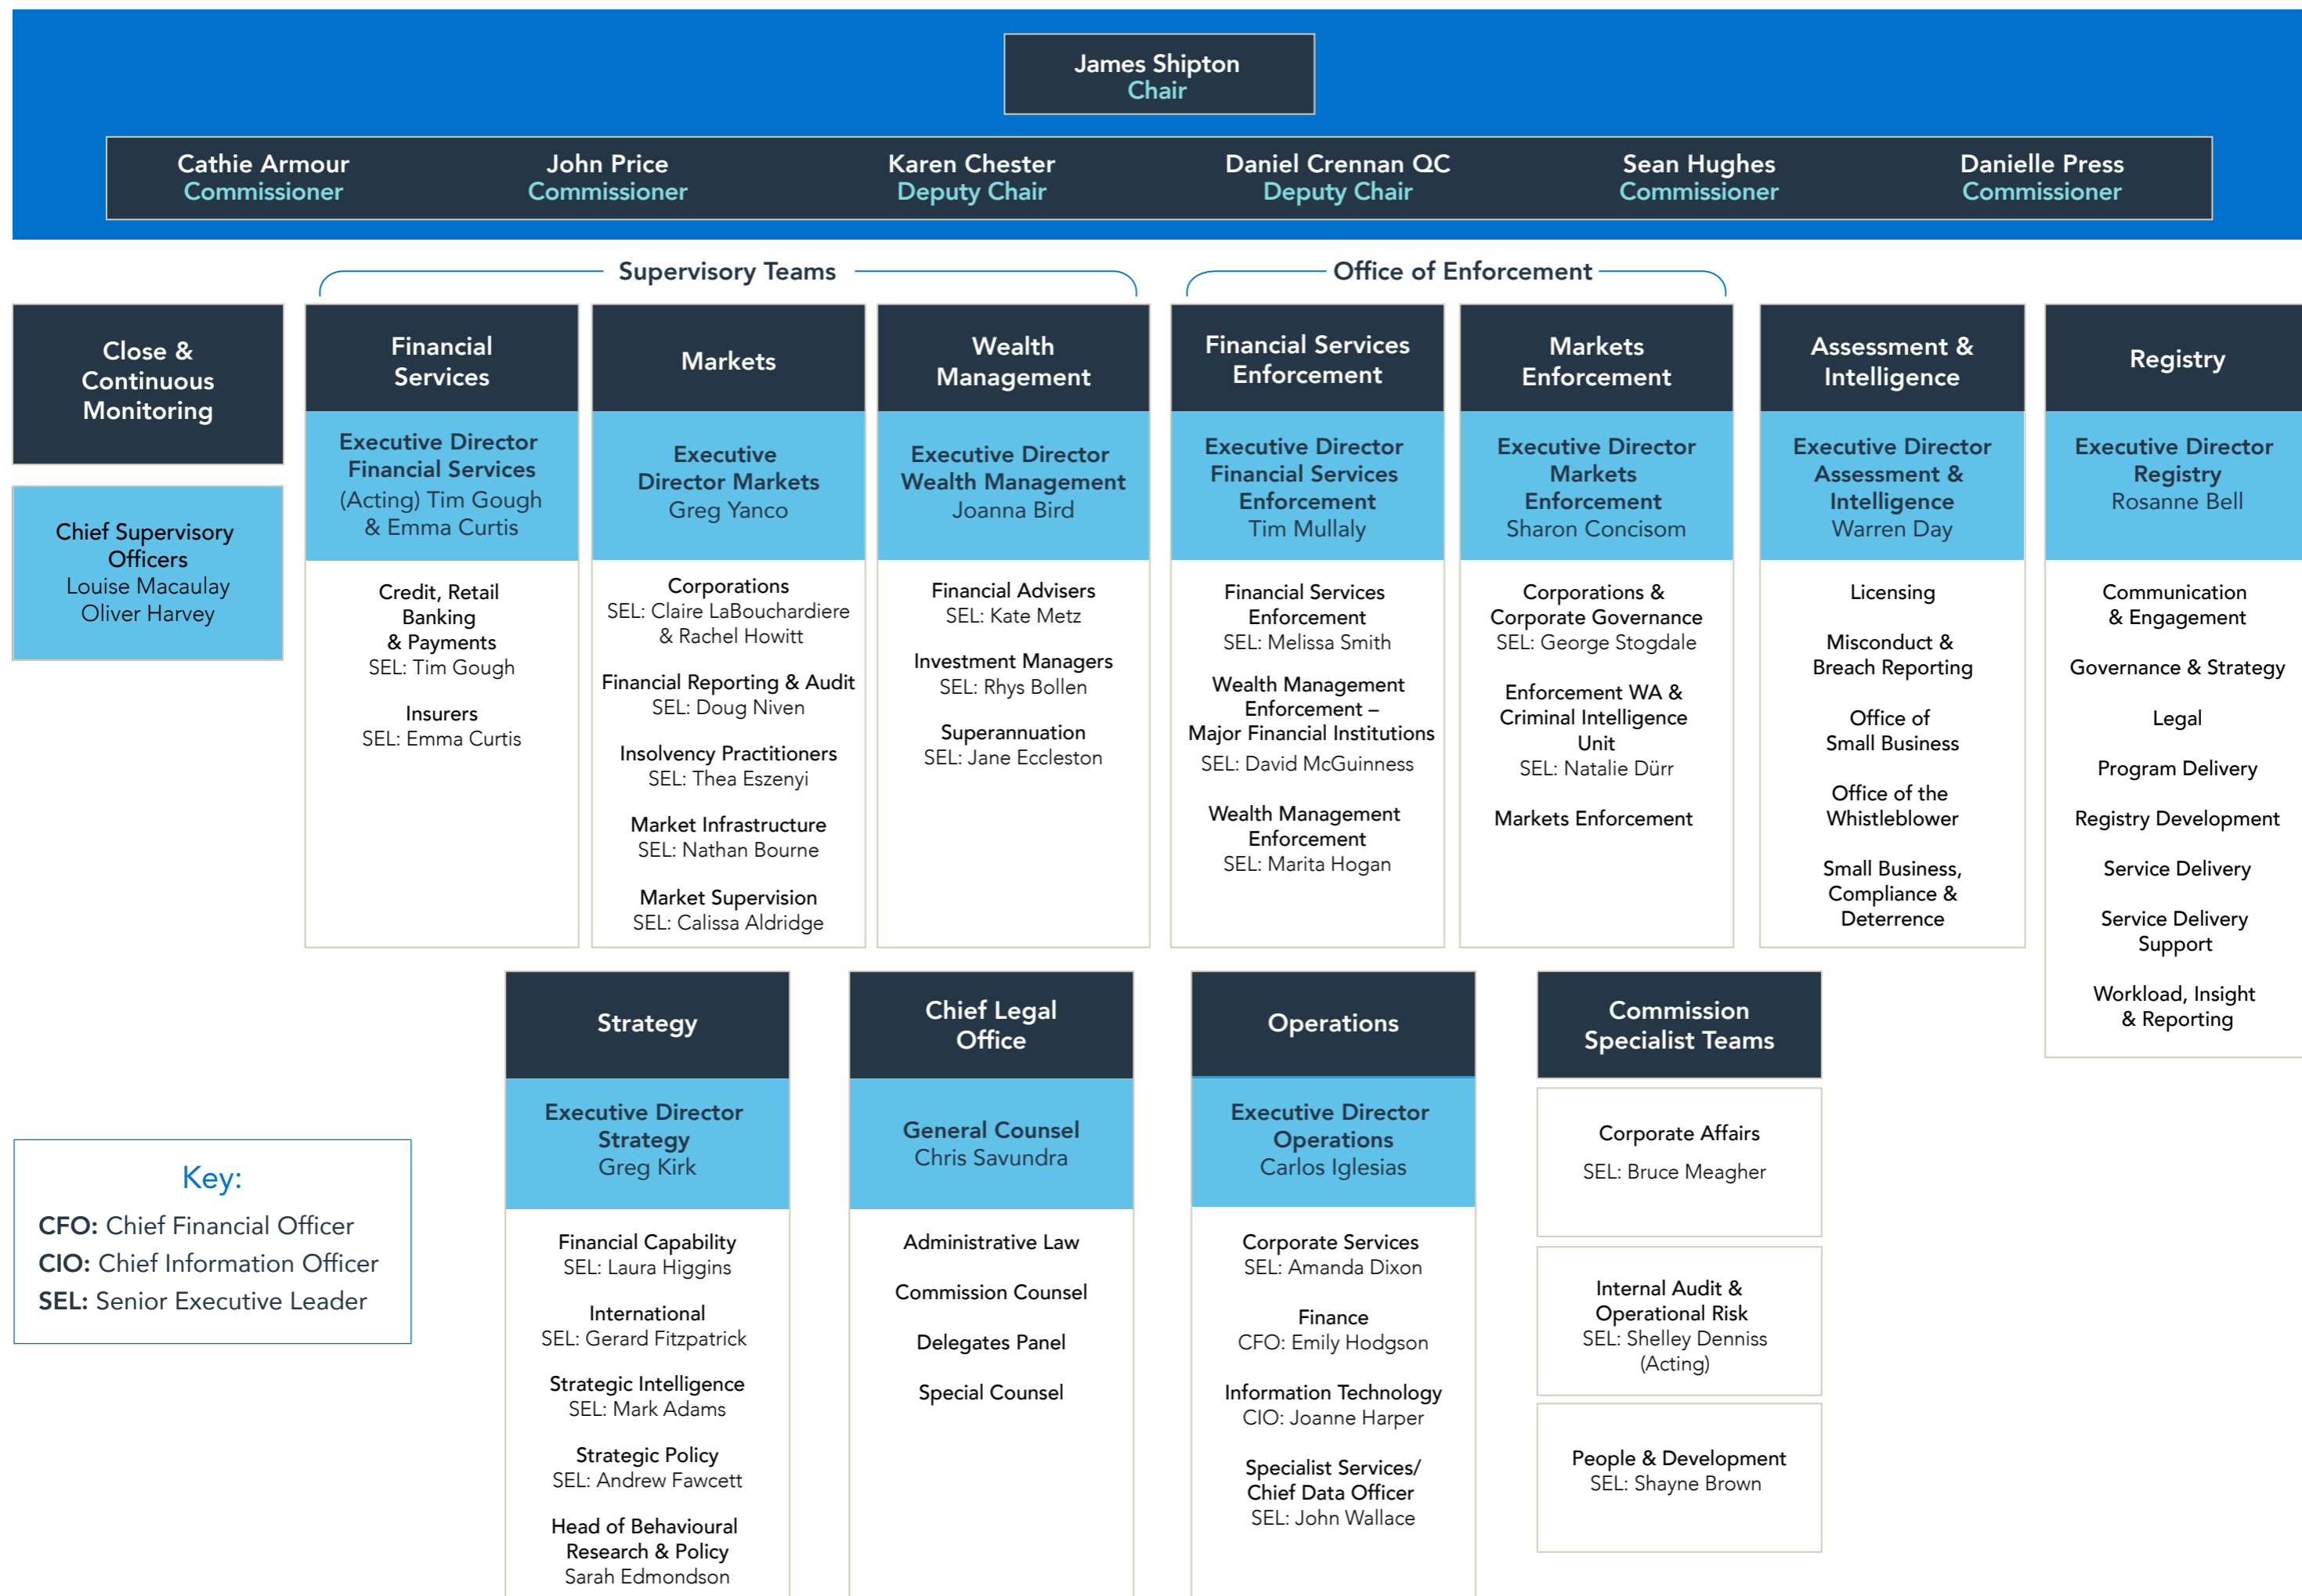 James Shipton
Chair
Cathie Armour
Commissioner
John Price
Commissioner
Karen Chester
Deputy Chair
Daniel Crennan QC
Deputy Chair
Sean Hughes
Commissioner
Danielle Press
Commissioner
Supervisory Teams
Office of Enforcement
Close &
Continuous
Monitoring
Chief Supervisory
Officers
Louise Macaulay
Oliver Harvey
Financial
Services
Executive Director
Financial Services
(Acting) Tim Gough
& Emma Curtis
Credit, Retail
Banking
& Payments
SEL: Tim Gough
Insurers
SEL: Emma Curtis
Markets
Executive
Director Markets
Greg Yanco
Corporations
SEL: Claire LaBouchardiere
& Rachel Howitt
Financial Reporting & Audit
SEL: Doug Niven
Insolvency Practitioners
SEL: Thea Eszenyi
Market Infrastructure
SEL: Nathan Bourne
Market Supervision
SEL: Calissa Aldridge
Wealth
Management
Executive Director
Wealth Management
Joanna Bird
Financial Advisers
SEL: Kate Metz
Investment Managers
SEL: Rhys Bollen
Superannuation
SEL: Jane Eccleston
Financial Services
Enforcement
Executive Director
Financial Services
Enforcement
Tim Mullaly
Financial Services
Enforcement
SEL: Melissa Smith
Wealth Management
Enforcement –
Major Financial Institutions
SEL: David McGuinness
Wealth Management
Enforcement
SEL: Marita Hogan
Markets
Enforcement
Executive Director
Markets
Enforcement
Sharon Concisom
Corporations &
Corporate Governance
SEL: George Stogdale
Enforcement WA &
Criminal Intelligence
Unit
SEL: Natalie Dürr
Markets Enforcement
Assessment &
Intelligence
Executive Director
Assessment &
Intelligence
Warren Day
Licensing
Misconduct &
Breach Reporting
Office of
Small Business
Office of the
Whistleblower
Small Business,
Compliance &
Deterrence
Registry
Executive Director
Registry
Rosanne Bell
Communication
& Engagement
Governance & Strategy
Legal
Program Delivery
Registry Development
Service Delivery
Service Delivery
Support
Workload, Insight
& Reporting
Key:
CFO: Chief Financial Officer
CIO: Chief Information Officer
SEL: Senior Executive Leader
Strategy
Executive Director
Strategy
Greg Kirk
Financial Capability
SEL: Laura Higgins
International
SEL: Gerard Fitzpatrick
Strategic Intelligence
SEL: Mark Adams
Strategic Policy
SEL: Andrew Fawcett
Head of Behavioural
Research & Policy
Sarah Edmondson
Chief Legal
Office
General Counsel
Chris Savundra
Administrative Law
Commission Counsel
Delegates Panel
Special Counsel
Operations
Executive Director
Operations
Carlos Iglesias
Corporate Services
SEL: Amanda Dixon
Finance
CFO: Emily Hodgson
Information Technology
CIO: Joanne Harper
Specialist Services/
Chief Data Officer
SEL: John Wallace
Commission
Specialist Teams
Corporate Affairs
SEL: Bruce Meagher
Internal Audit &
Operational Risk
SEL: Shelley Denniss
(Acting)
People & Development
SEL: Shayne Brown